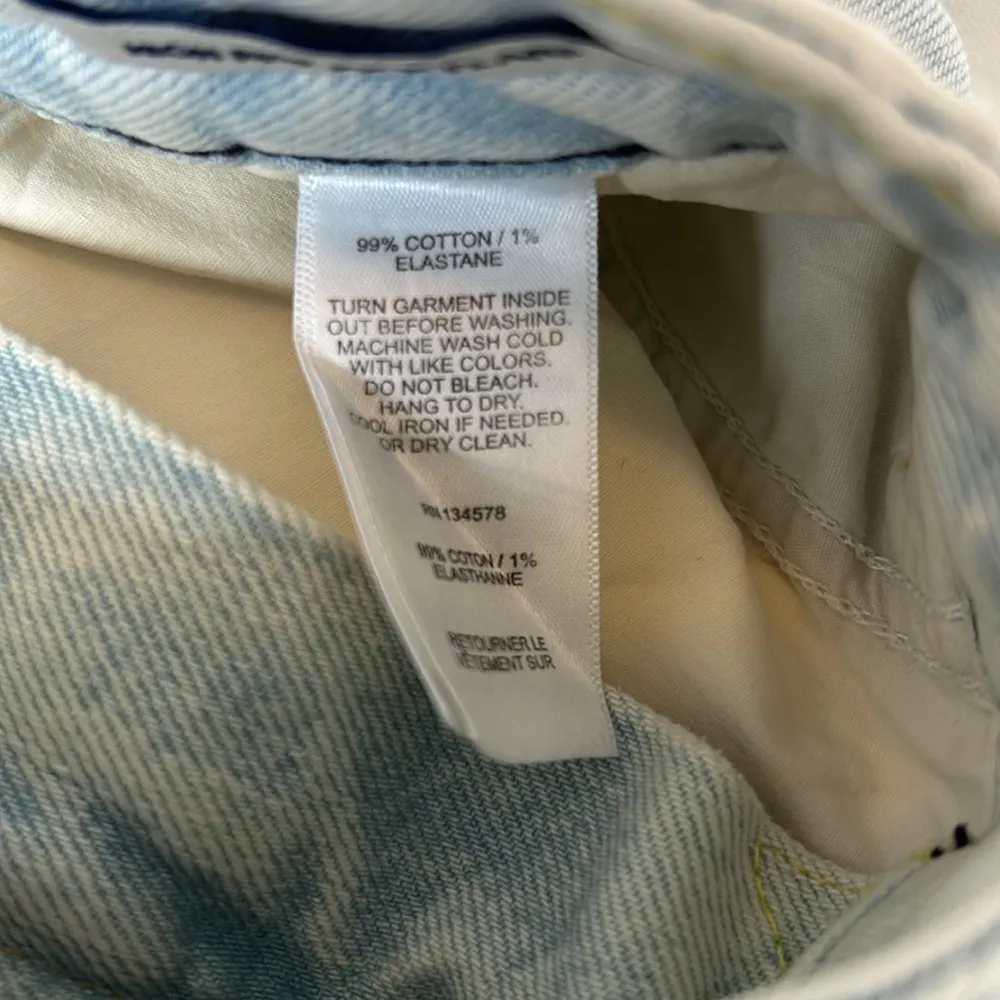 99% COTTON / 1%
ELASTANE
TURN GARMENT INSIDE
OUT BEFORE WASHING.
MACHINE WASH COLD
WITH LIKE COLORS.
DO NOT BLEACH.
HANG TO DRY.
COOL IRON IF NEEDED.
OR DRY CLEAN.
RN 134578
99% COTON / 1%
ELASTHANNE
RETOURNER LE
VÊTEMENT SUR